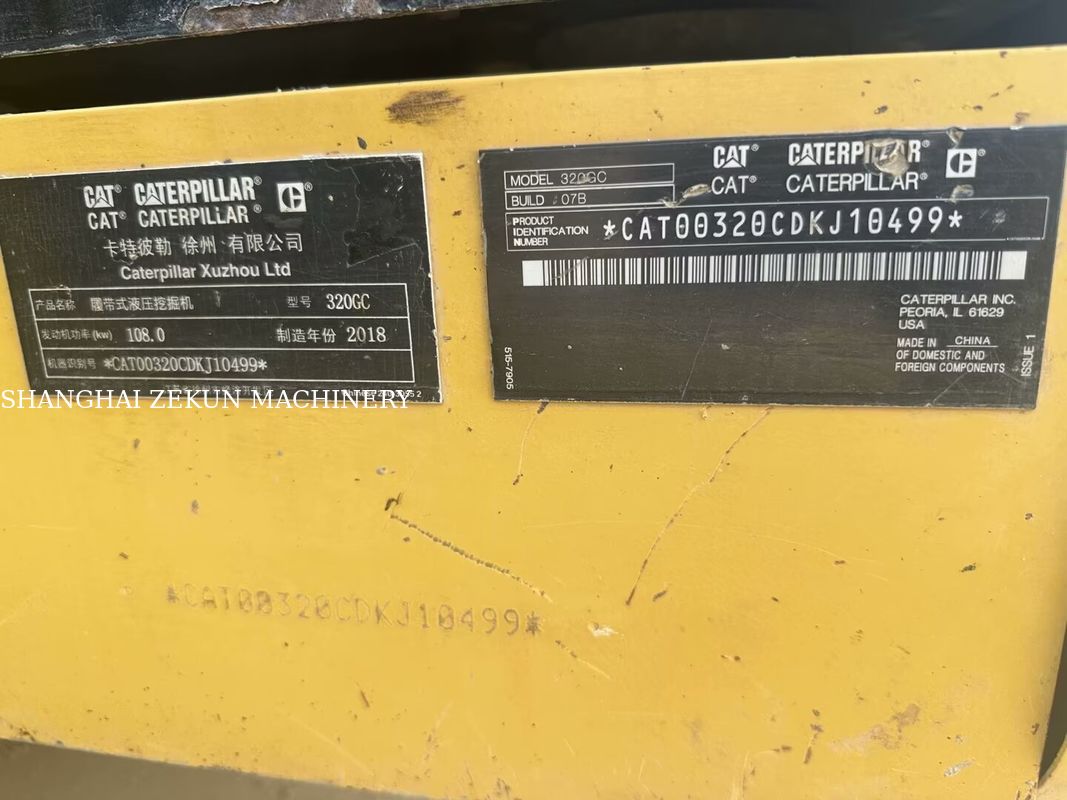 CAT® CATERPILLAR®
CAT® CATERPILLAR®
卡特彼勒 徐州 有限公司
Caterpillar Xuzhou Ltd
产品名称 履带式液压挖掘机 型号 320GC
发动机功率(kw) 108.0 制造年份 2018
机器识别号 *CAT00320CDKJ10499*
SHANGHAI ZEKUN MACHINERY
CAT® CATERPILLAR®
CAT® CATERPILLAR®
MODEL 320GC
BUILD 07B
PRODUCT
IDENTIFICATION
NUMBER
*CAT00320CDKJ10499*
CATERPILLAR INC.
PEORIA, IL 61629
USA
MADE IN CHINA
OF DOMESTIC AND
FOREIGN COMPONENTS
515-7905
ISSUE 1
*CAT00320CDKJ10499*